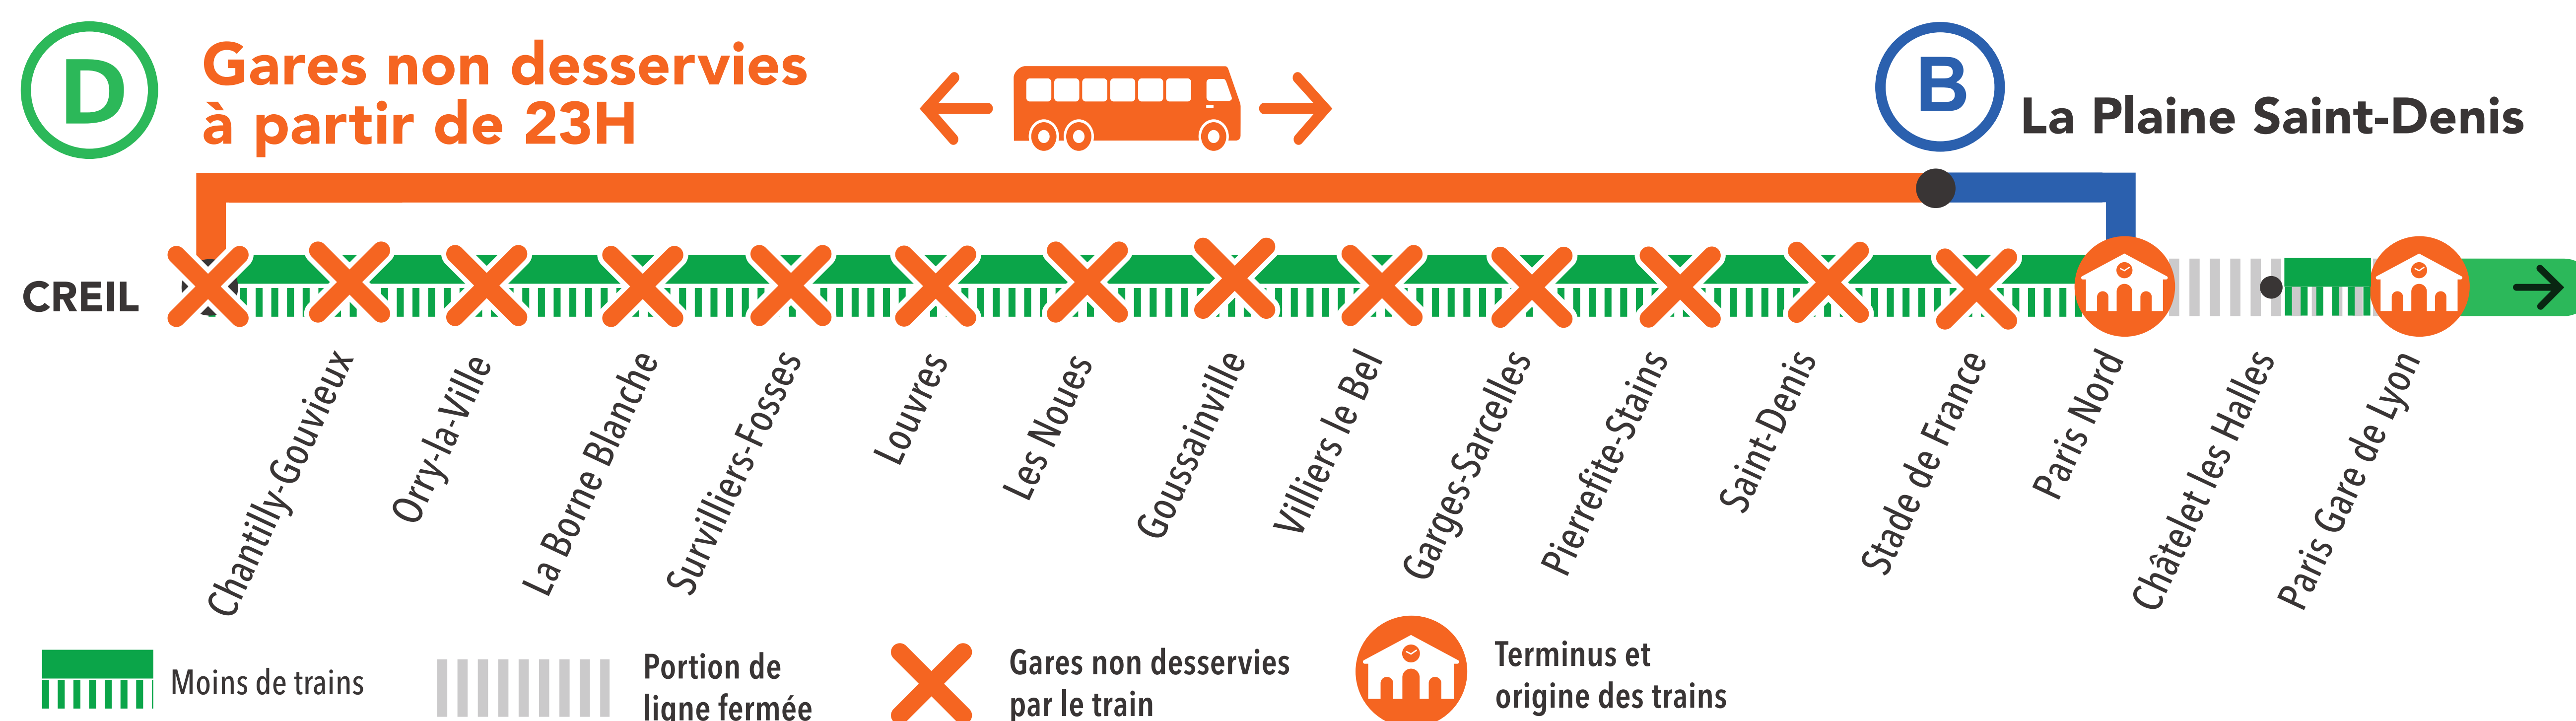 D
Gares non desservies
à partir de 23H
B
La Plaine Saint-Denis
CREIL
Chantilly-Gouvieux
Orry-la-Ville
La Borne Blanche
Survilliers-Fosses
Louvres
Les Noues
Goussainville
Villiers le Bel
Garges-Sarcelles
Pierrefite-Stains
Saint-Denis
Stade de France
Paris Nord
Châtelet les Halles
Paris Gare de Lyon
Moins de trains
Portion de
ligne fermée
Gares non desservies
par le train
Terminus et
origine des trains